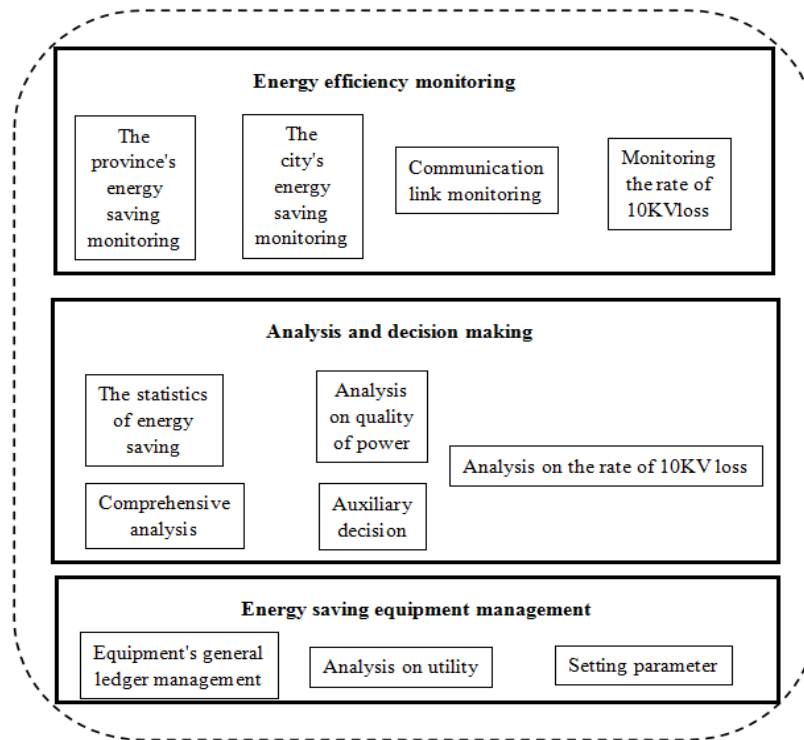 Energy efficiency monitoring
The
province's
energy
saving
monitoring
The
city's
energy
saving
monitoring
Communication
link monitoring
Monitoring
the rate of
10KVloss
Analysis and decision making
The statistics
of energy
saving
Analysis
on quality
of power
Analysis on the rate of 10KV loss
Comprehensive
analysis
Auxiliary
decision
Energy saving equipment management
Equipment's general
ledger management
Analysis on utility
Setting parameter